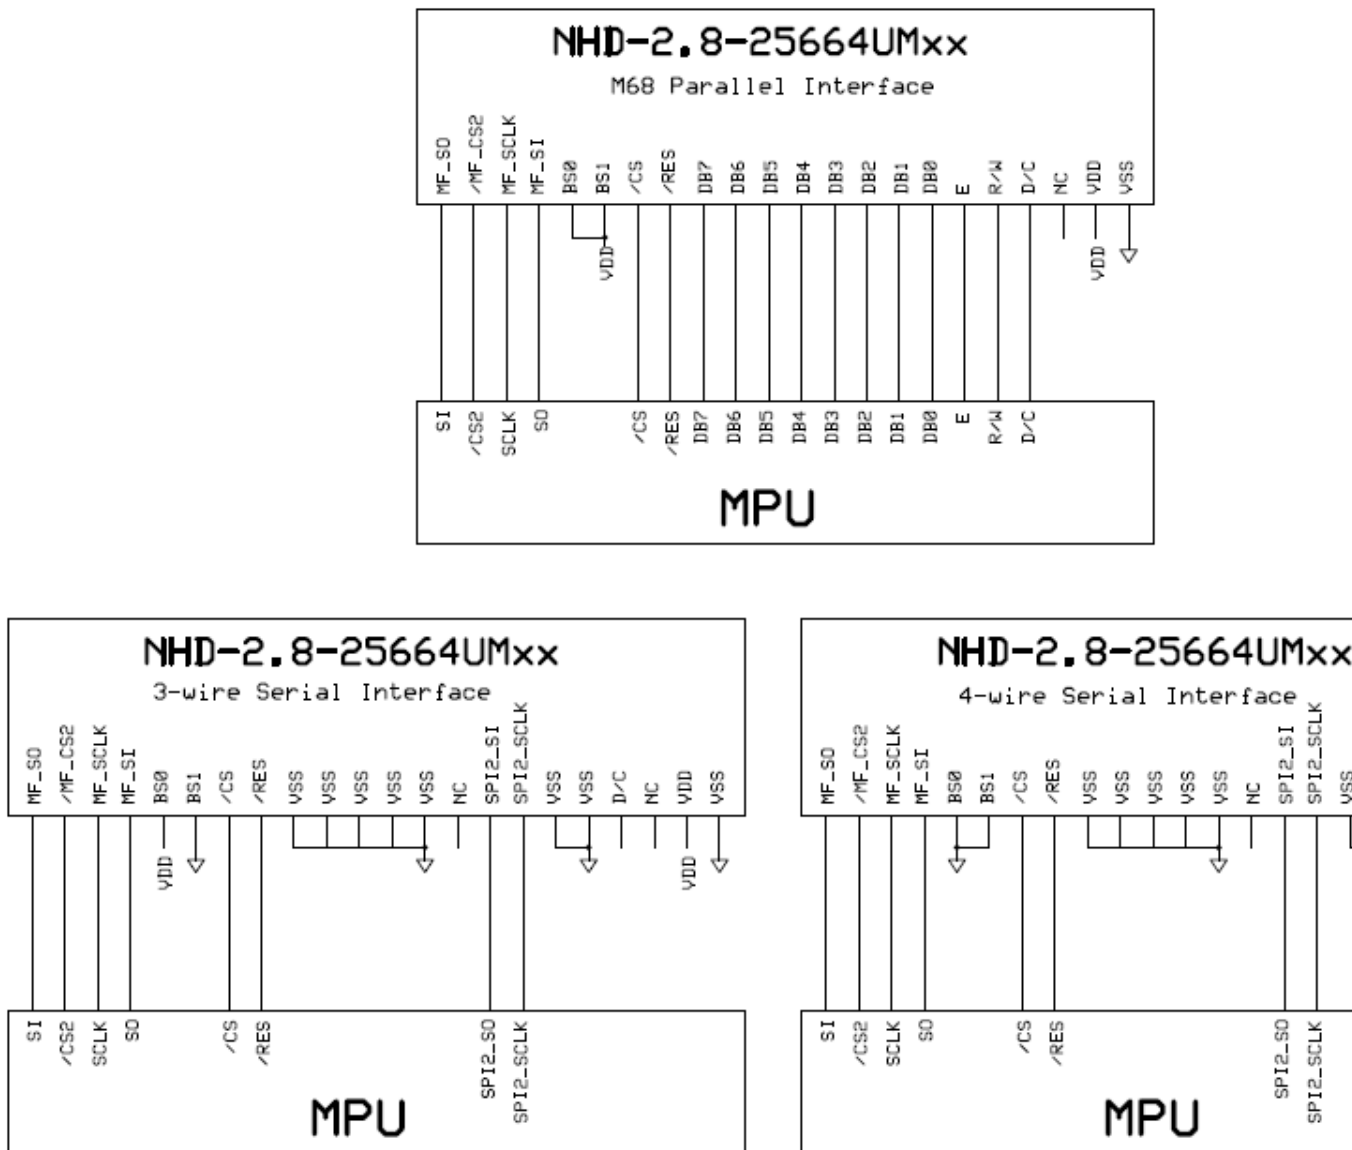 NHD-2.8-25664UMxx
M68 Parallel Interface
MF_SO /MF_CS2 MF_SCLK MF_SI BS0 BS1 /CS /RES DB7 DB6 DB5 DB4 DB3 DB2 DB1 DB0 E R/W D/C NC VDD VSS
VDD VDD
SI /CS2 SCLK SO /CS /RES DB7 DB6 DB5 DB4 DB3 DB2 DB1 DB0 E R/W D/C
MPU
NHD-2.8-25664UMxx
3-wire Serial Interface
MF_SO /MF_CS2 MF_SCLK MF_SI BS0 BS1 /CS /RES VSS VSS VSS VSS VSS NC SPI2_SI SPI2_SCLK VSS VSS D/C NC VDD VSS
VDD VDD
SI /CS2 SCLK SO /CS /RES SPI2_SO SPI2_SCLK
MPU
NHD-2.8-25664UMxx
4-wire Serial Interface
MF_SO /MF_CS2 MF_SCLK MF_SI BS0 BS1 /CS /RES VSS VSS VSS VSS VSS NC SPI2_SI SPI2_SCLK VSS
SI /CS2 SCLK SO /CS /RES SPI2_SO SPI2_SCLK
MPU